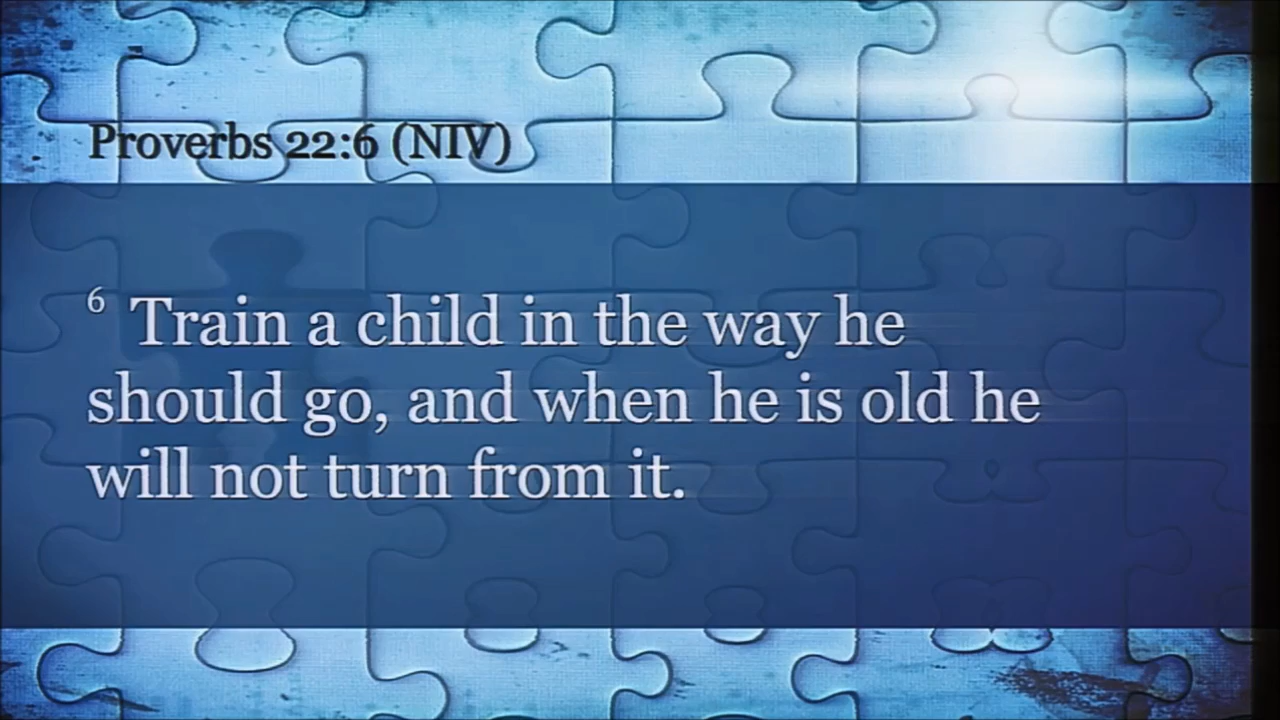 Proverbs 22:6 (NIV)
6 Train a child in the way he
should go, and when he is old he
will not turn from it.